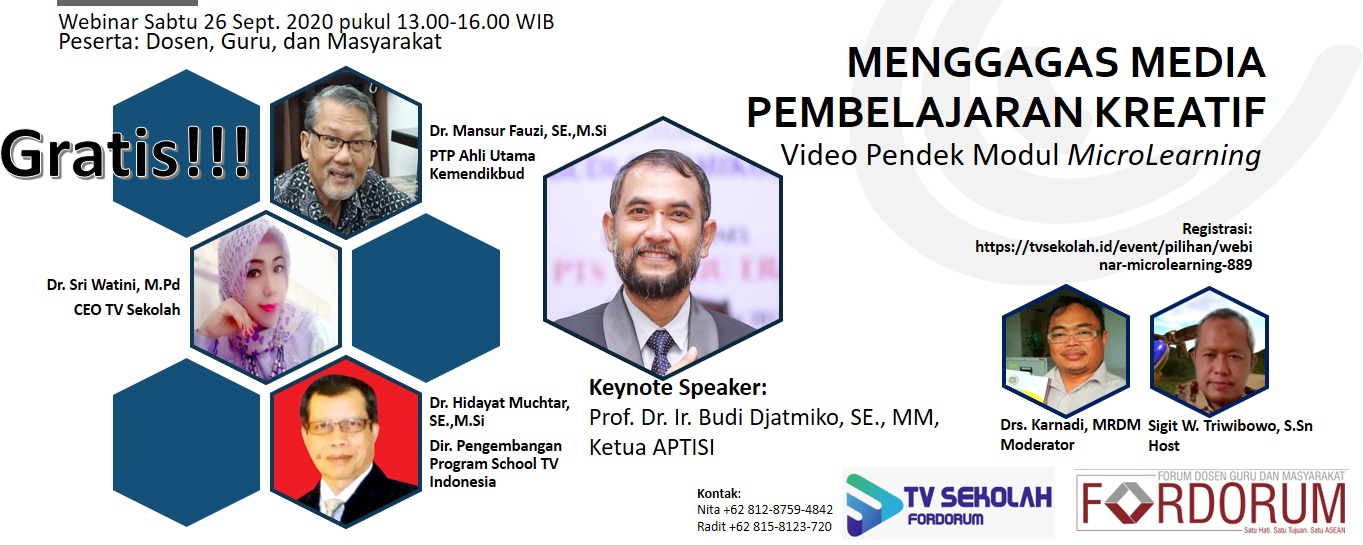 Webinar Sabtu 26 Sept. 2020 pukul 13.00-16.00 WIB
Peserta: Dosen, Guru, dan Masyarakat
Gratis!!!
MENGGAGAS MEDIA
PEMBELAJARAN KREATIF
Video Pendek Modul MicroLearning
Dr. Mansur Fauzi, SE.,M.Si
PTP Ahli Utama
Kemendikbud
Dr. Sri Watini, M.Pd
CEO TV Sekolah
Dr. Hidayat Muchtar,
SE.,M.Si
Dir. Pengembangan
Program School TV
Indonesia
Keynote Speaker:
Prof. Dr. Ir. Budi Djatmiko, SE., MM,
Ketua APTISI
Registrasi:
https://tvsekolah.id/event/pilihan/webi
nar-microlearning-889
Drs. Karnadi, MRDM
Moderator
Sigit W. Triwibowo, S.Sn
Host
Kontak:
Nita +62 812-8759-4842
Radit +62 815-8123-720
TV SEKOLAH
FORDORUM
FORUM DOSEN GURU DAN MASYARAKAT
FORDORUM
Satu Hati. Satu Tujuan. Satu ASEAN